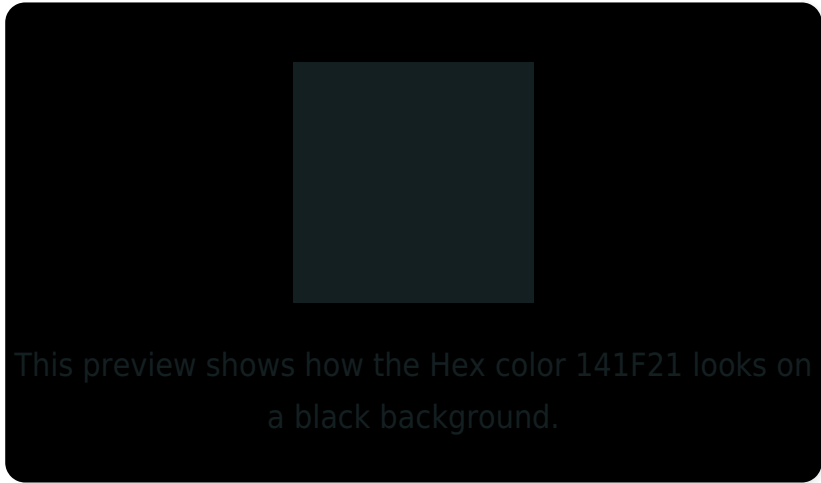 This preview shows how the Hex color 141F21 looks on
a black background.